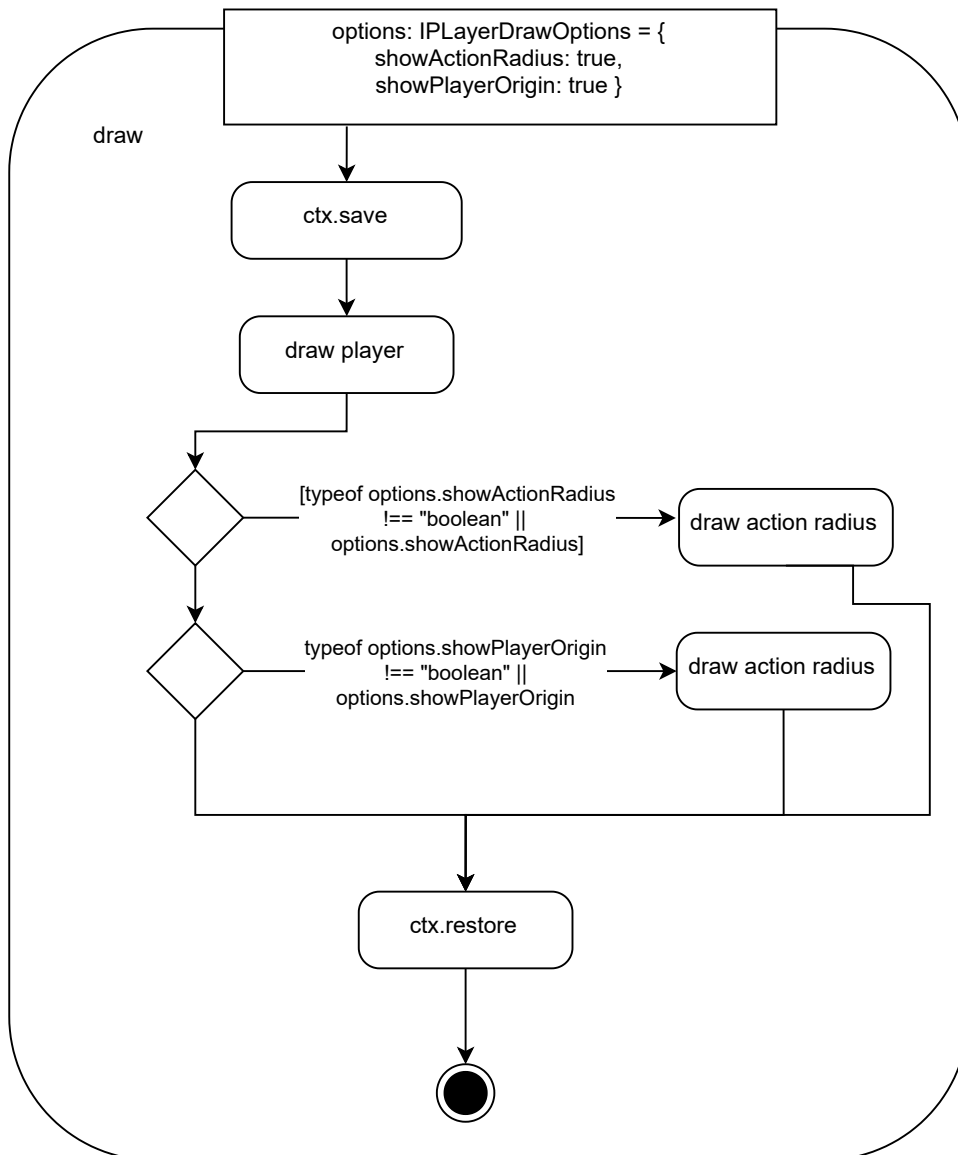 options: IPLayerDrawOptions = {
showActionRadius: true,
showPlayerOrigin: true }
draw
ctx.save
draw player
[typeof options.showActionRadius
!== "boolean" ||
options.showActionRadius]
draw action radius
typeof options.showPlayerOrigin
!== "boolean" ||
options.showPlayerOrigin
draw action radius
ctx.restore